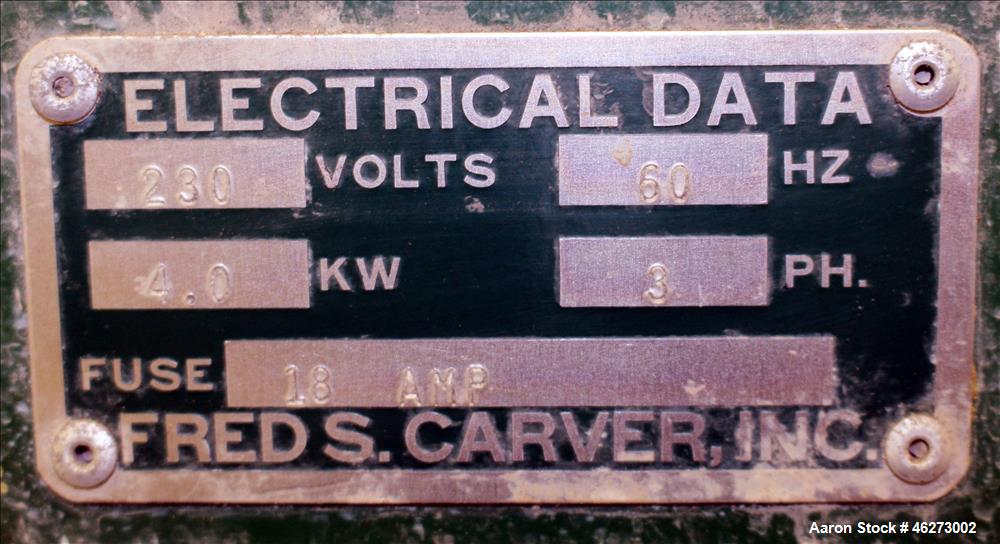 ELECTRICAL DATA
230 VOLTS 60 HZ
4.0 KW 3 PH.
FUSE 18 AMP
FRED S. CARVER, INC.
Aaron Stock # 46273002